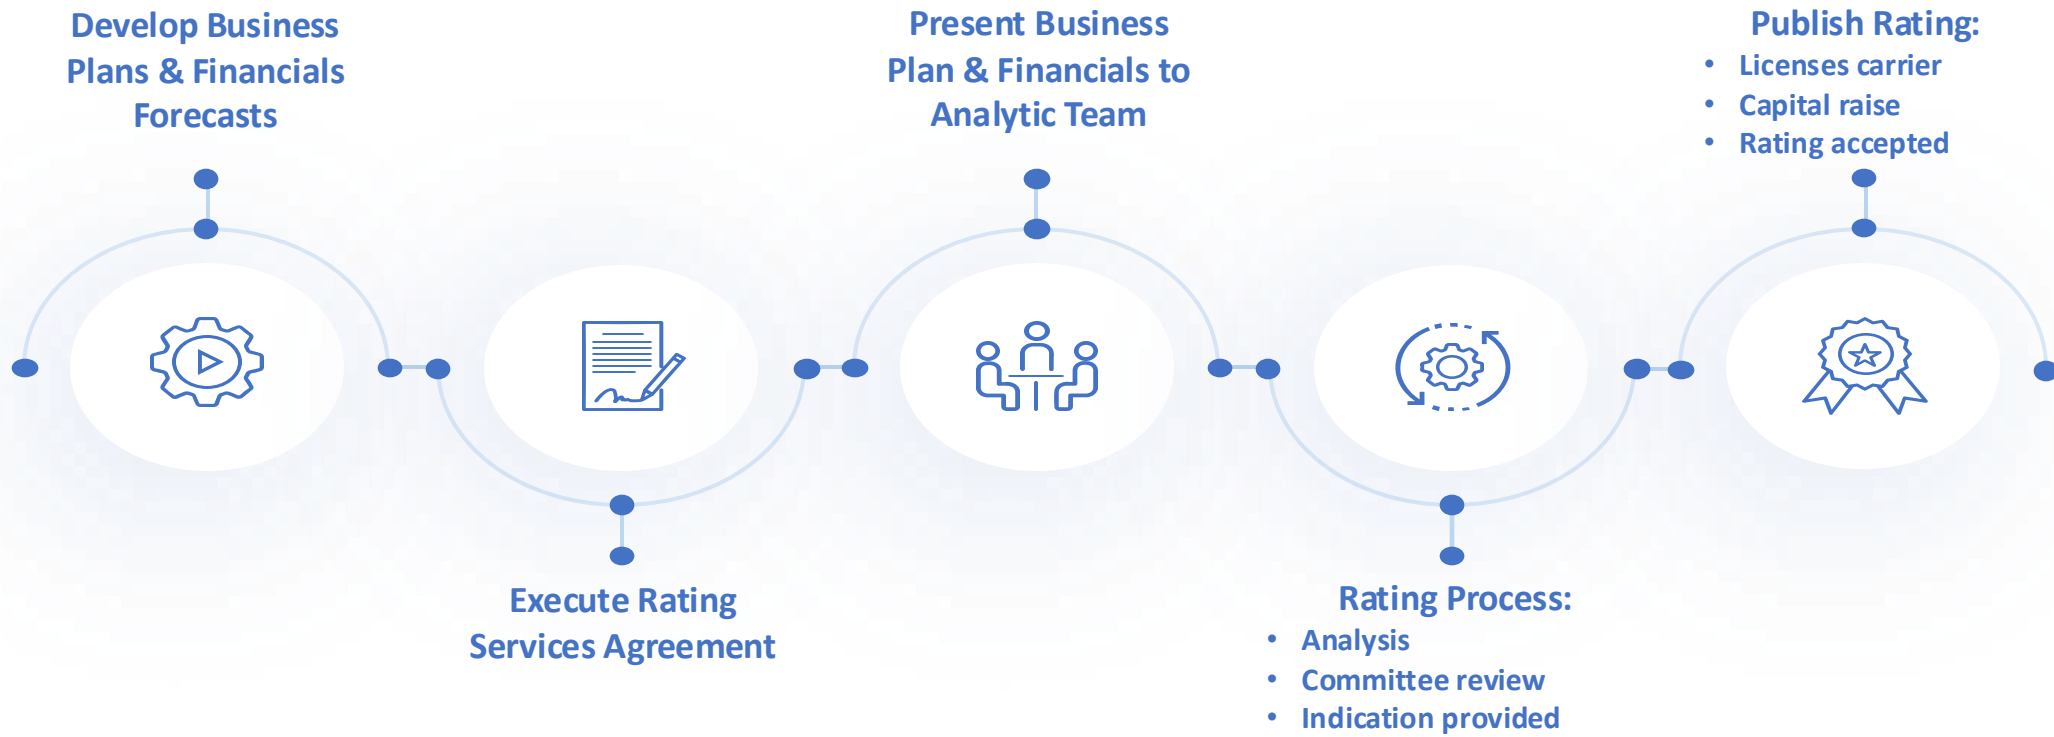 Develop Business
Plans & Financials
Forecasts
Execute Rating
Services Agreement
Present Business
Plan & Financials to
Analytic Team
Rating Process:
• Analysis
• Committee review
• Indication provided
Publish Rating:
• Licenses carrier
• Capital raise
• Rating accepted